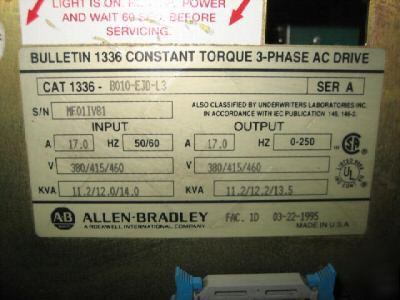 LIGHT IS ON. POWER
AND WAIT 60 SEC. BEFORE
SERVICING.
BULLETIN 1336 CONSTANT TORQUE 3-PHASE AC DRIVE
CAT 1336- B010-EJD-L3 SER A
S/N MF01IV81
ALSO CLASSIFIED BY UNDERWRITERS LABORATORIES INC.
IN ACCORDANCE WITH IEC PUBLICATION 146, 146-2.
INPUT OUTPUT
A 17.0 HZ 50/60 A 17.0 HZ 0-250
V 380/415/460 V 380/415/460
KVA 11.2/12.0/14.0 KVA 11.2/12.2/13.5
AB ALLEN-BRADLEY FAC. 1D 03-22-1995
A ROCKWELL INTERNATIONAL COMPANY MADE IN U.S.A.